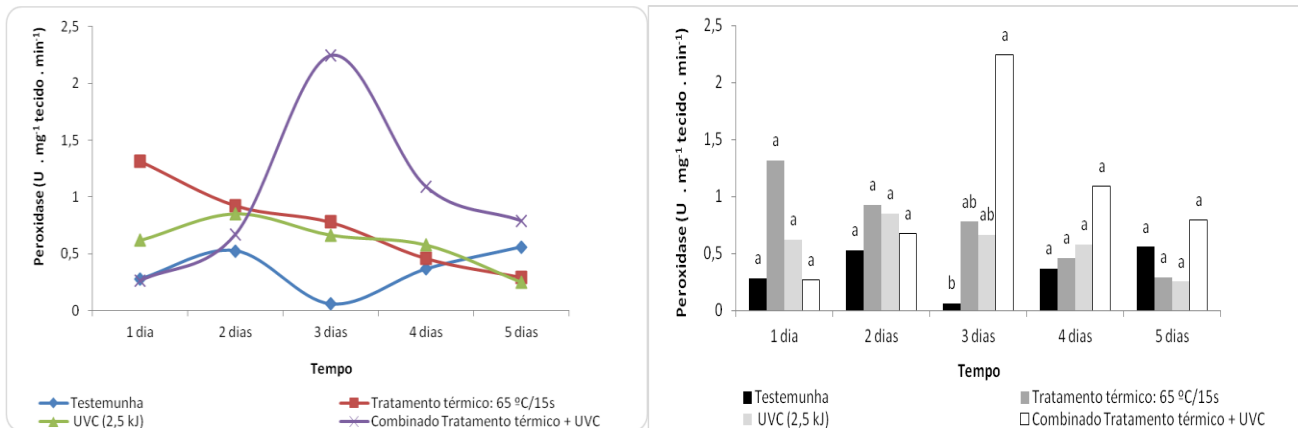 2,5
2
1,5
1
0,5
0
Peroxidase (U . mg⁻¹ tecido . min⁻¹)
1 dia 2 dias 3 dias 4 dias 5 dias
Tempo
Testemunha Tratamento térmico: 65 ºC/15s
UVC (2,5 kJ) Combinado Tratamento térmico + UVC
2,5
2
1,5
1
0,5
0
Peroxidase (U . mg⁻¹ tecido . min⁻¹)
a a a a
a a a a
b ab ab a
a a a a
a a a a
1 dia 2 dias 3 dias 4 dias 5 dias
Tempo
Testemunha Tratamento térmico: 65 ºC/15s
UVC (2,5 kJ) Combinado Tratamento térmico + UVC